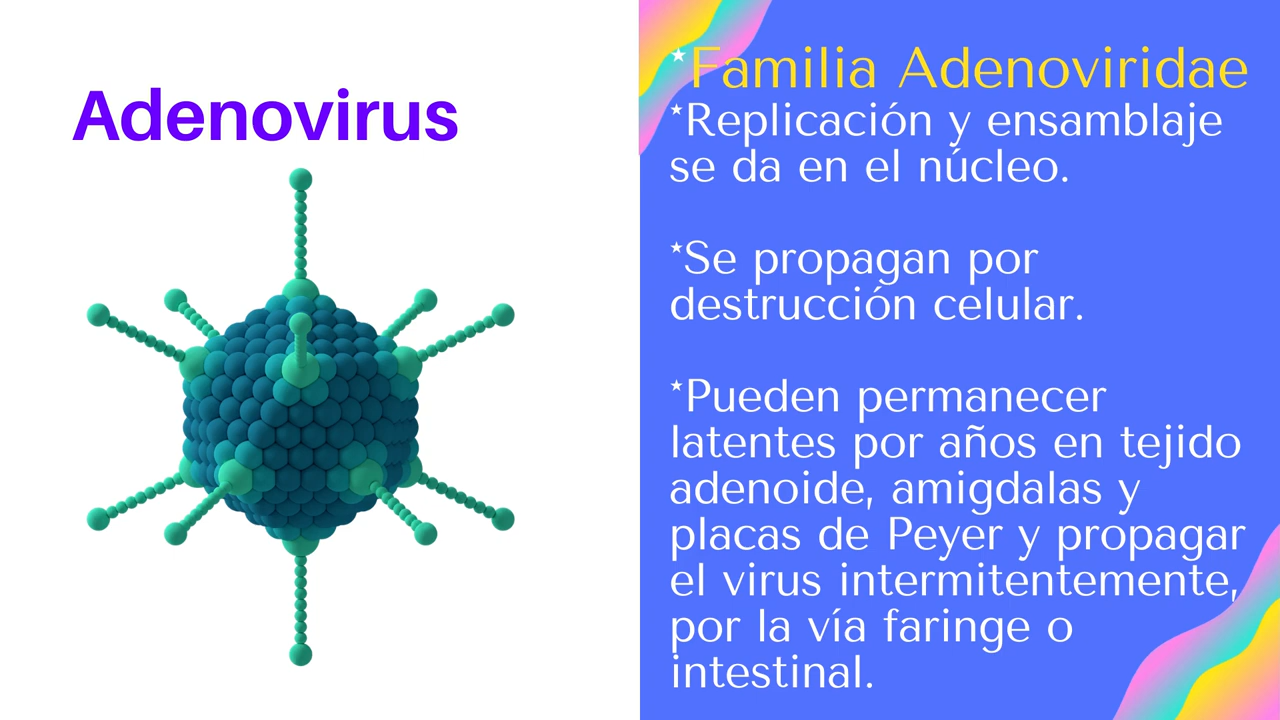 Adenovirus
*Familia Adenoviridae
*Replicación y ensamblaje
se da en el núcleo.
*Se propagan por
destrucción celular.
*Pueden permanecer
latentes por años en tejido
adenoide, amigdalas y
placas de Peyer y propagar
el virus intermitentemente,
por la vía faringe o
intestinal.